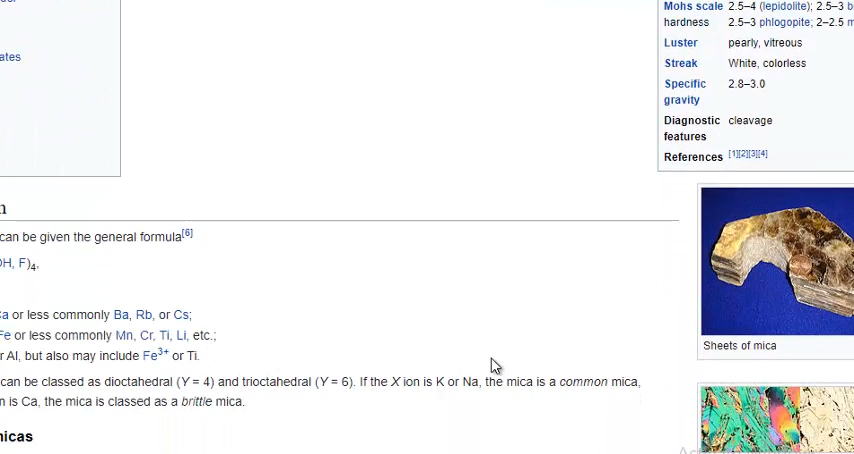 ates
Mohs scale 2.5–4 (lepidolite); 2.5–3 b
hardness 2.5–3 phlogopite; 2–2.5 m
Luster pearly, vitreous
Streak White, colorless
Specific 2.8–3.0
gravity
Diagnostic cleavage
features
References [1][2][3][4]
n
can be given the general formula[6]
OH, F)4,
Ca or less commonly Ba, Rb, or Cs;
Fe or less commonly Mn, Cr, Ti, Li, etc.;
r Al, but also may include Fe3+ or Ti.
can be classed as dioctahedral (Y = 4) and trioctahedral (Y = 6). If the X ion is K or Na, the mica is a common mica,
n is Ca, the mica is classed as a brittle mica.
nicas
Sheets of mica